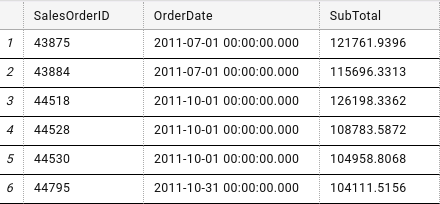 SalesOrderID OrderDate SubTotal
1 43875 2011-07-01 00:00:00.000 121761.9396
2 43884 2011-07-01 00:00:00.000 115696.3313
3 44518 2011-10-01 00:00:00.000 126198.3362
4 44528 2011-10-01 00:00:00.000 108783.5872
5 44530 2011-10-01 00:00:00.000 104958.8068
6 44795 2011-10-31 00:00:00.000 104111.5156